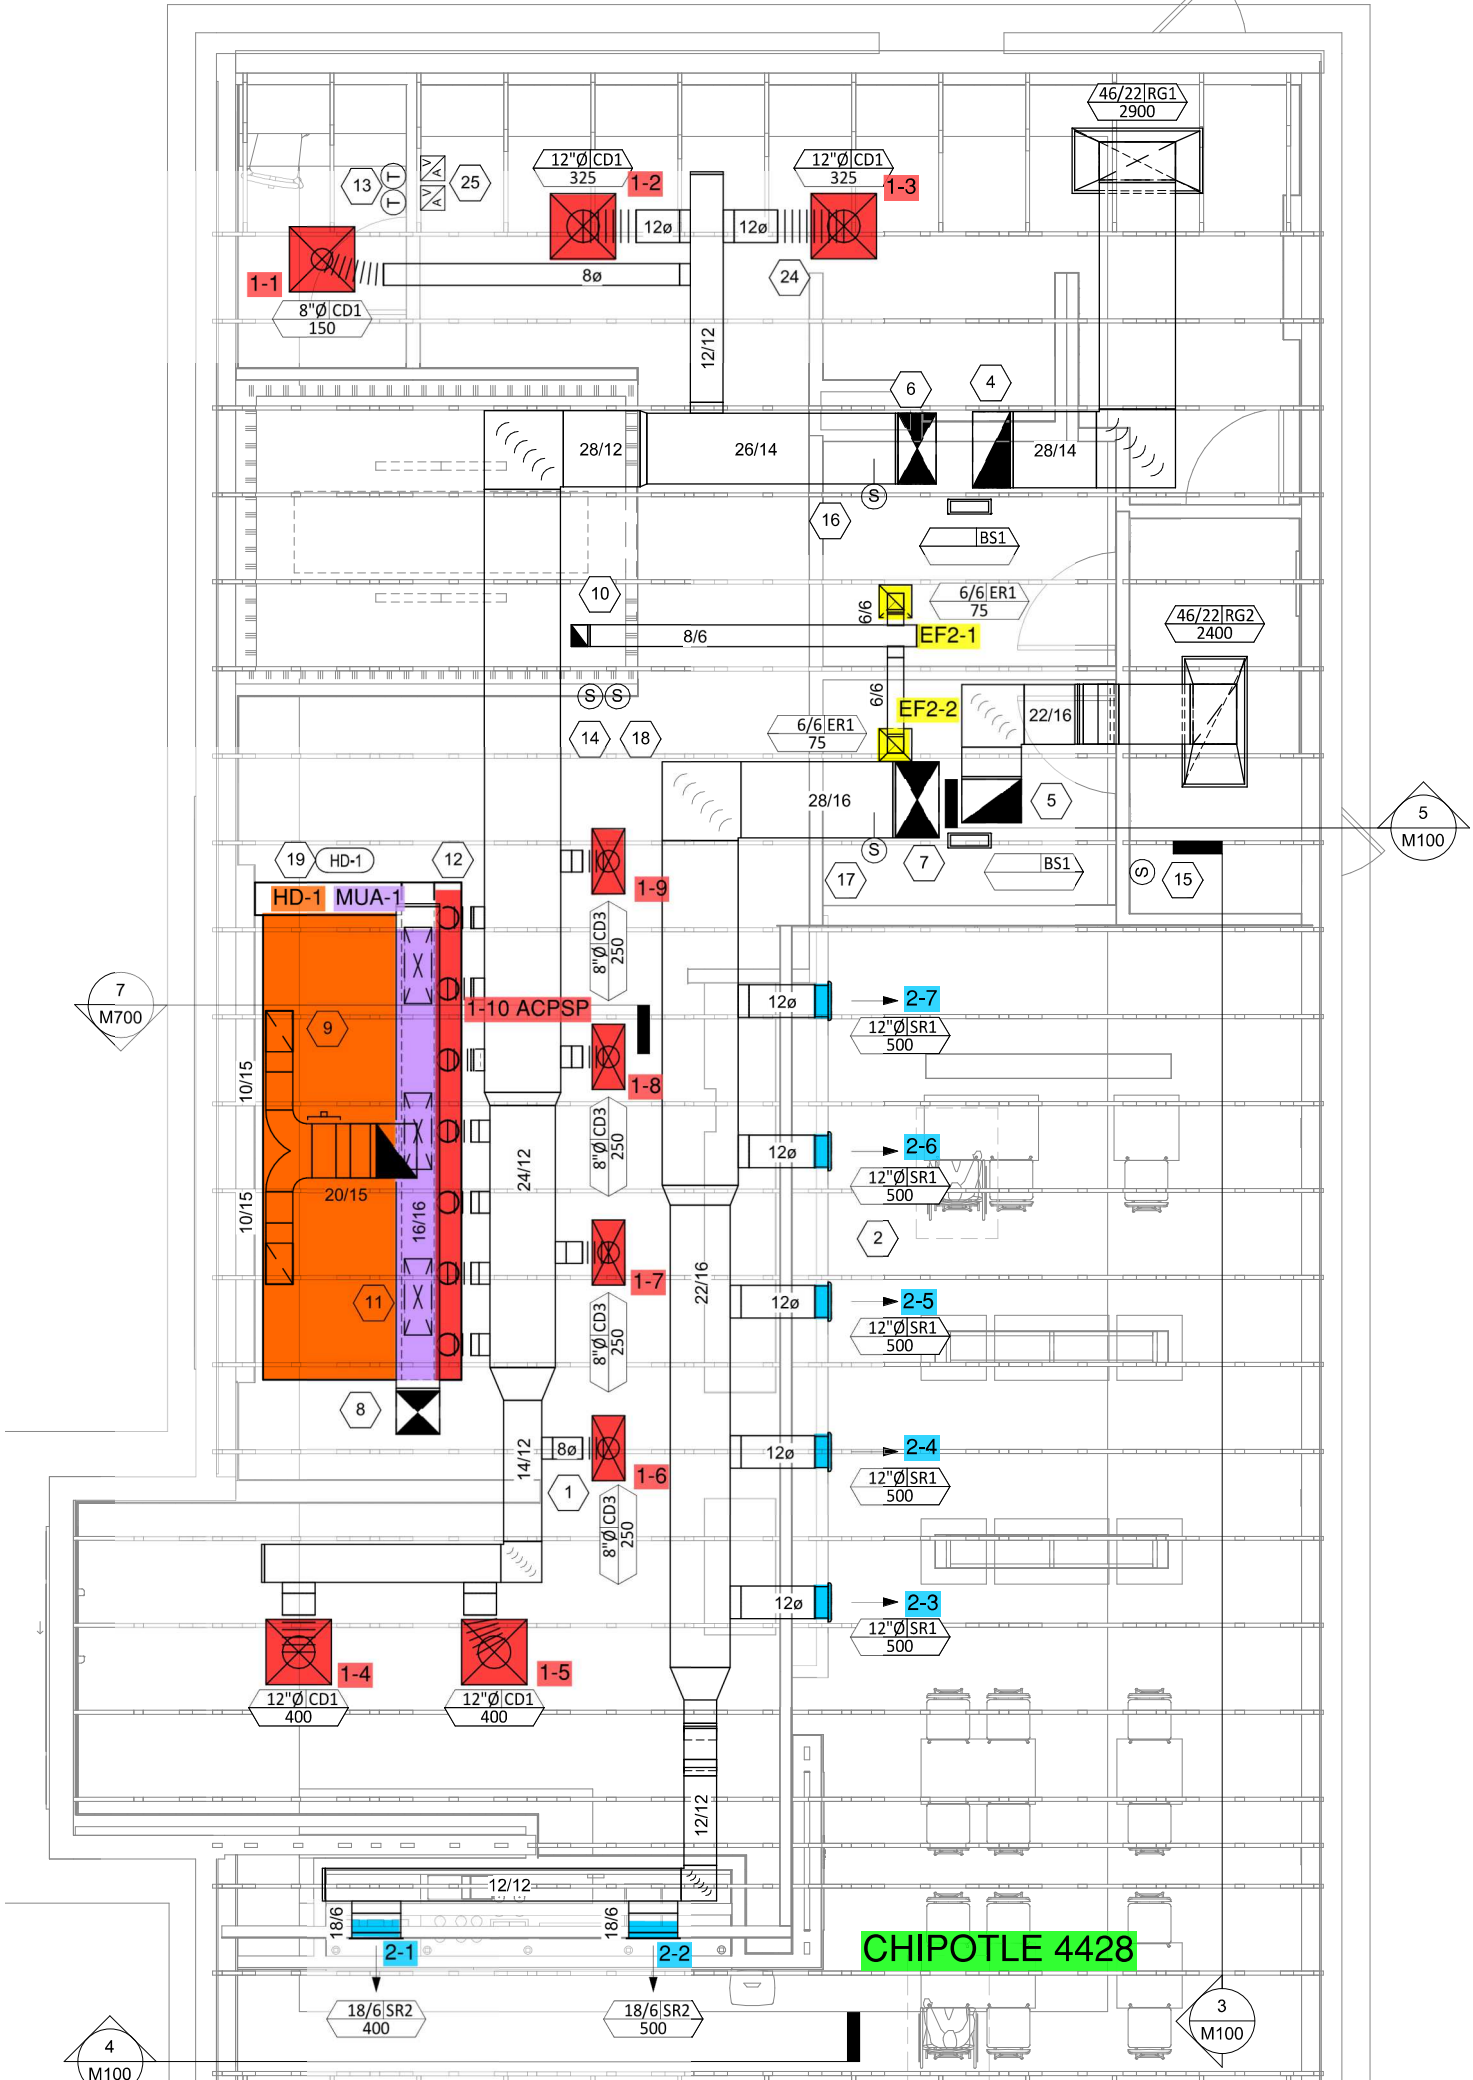 46/22 RG1
2900
12"Ø CD1
325
1-2
12"Ø CD1
325
1-3
13
T
T
V
A
V
A
25
12ø
12ø
1-1
8ø
24
8"Ø CD1
150
12/12
6
4
28/12
26/14
28/14
S
16
BS1
10
6/6
6/6 ER1
75
46/22 RG2
2400
8/6
EF2-1
S
S
6/6
EF2-2
22/16
14
18
6/6 ER1
75
28/16
5
5
M100
S
17
7
BS1
S
15
19
HD-1
12
1-9
HD-1
MUA-1
8"Ø CD3
250
7
M700
9
1-10 ACPSP
12ø
2-7
12"Ø SR1
500
10/15
1-8
8"Ø CD3
250
12ø
2-6
12"Ø SR1
500
24/12
20/15
10/15
16/16
2
1-7
22/16
11
12ø
2-5
12"Ø SR1
500
8"Ø CD3
250
8
14/12
8ø
1-6
1
12ø
2-4
12"Ø SR1
500
8"Ø CD3
250
12ø
2-3
12"Ø SR1
500
1-4
1-5
12"Ø CD1
400
12"Ø CD1
400
12/12
12/12
18/6
18/6
2-1
2-2
CHIPOTLE 4428
18/6 SR2
400
18/6 SR2
500
3
M100
4
M100